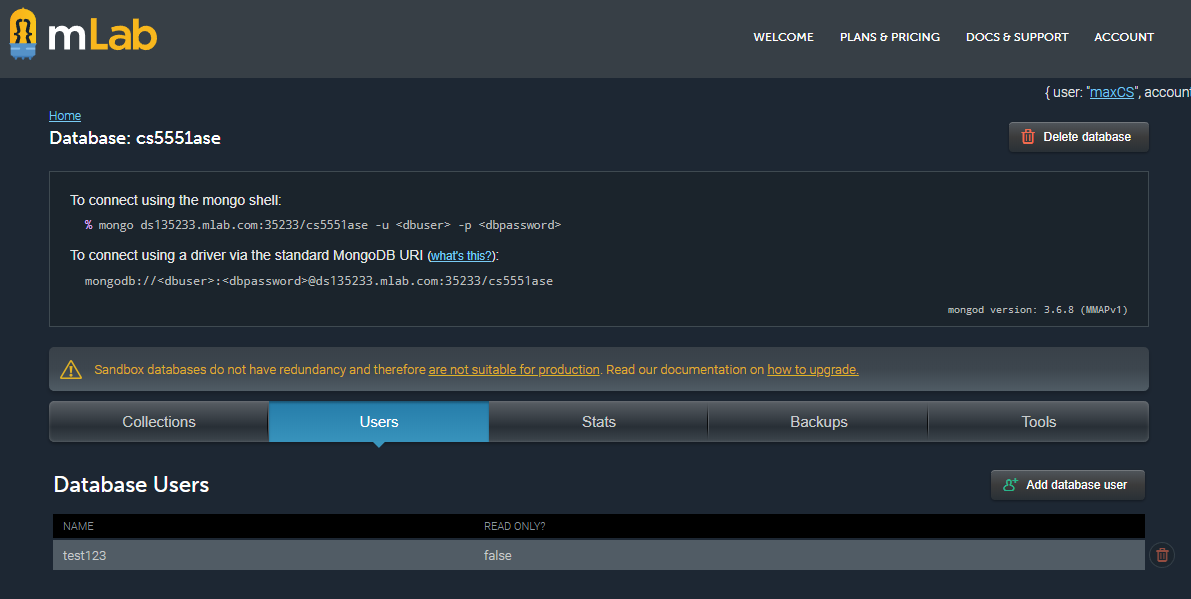 mLab
WELCOME PLANS & PRICING DOCS & SUPPORT ACCOUNT
{ user: "maxCS", account
Home
Database: cs5551ase
Delete database
To connect using the mongo shell:
% mongo ds135233.mlab.com:35233/cs5551ase -u <dbuser> -p <dbpassword>
To connect using a driver via the standard MongoDB URI (what's this?):
mongodb://<dbuser>:<dbpassword>@ds135233.mlab.com:35233/cs5551ase
mongod version: 3.6.8 (MMAPv1)
Sandbox databases do not have redundancy and therefore are not suitable for production. Read our documentation on how to upgrade.
Collections Users Stats Backups Tools
Database Users
Add database user
NAME READ ONLY?
test123 false